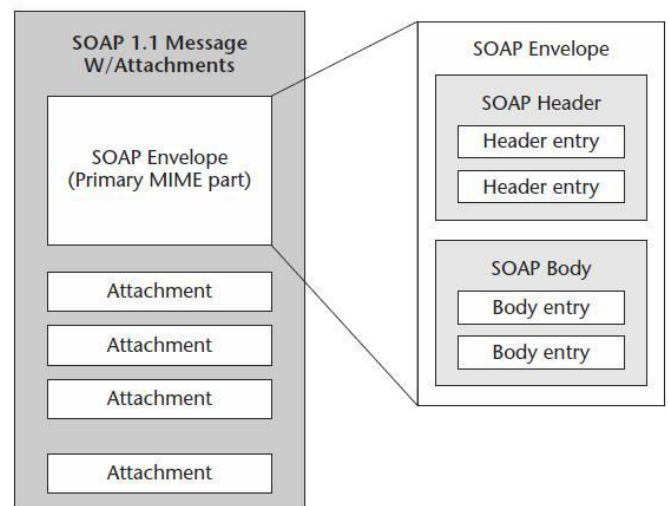 SOAP 1.1 Message
W/Attachments
SOAP Envelope
(Primary MIME part)
Attachment
Attachment
Attachment
Attachment
SOAP Envelope
SOAP Header
Header entry
Header entry
SOAP Body
Body entry
Body entry